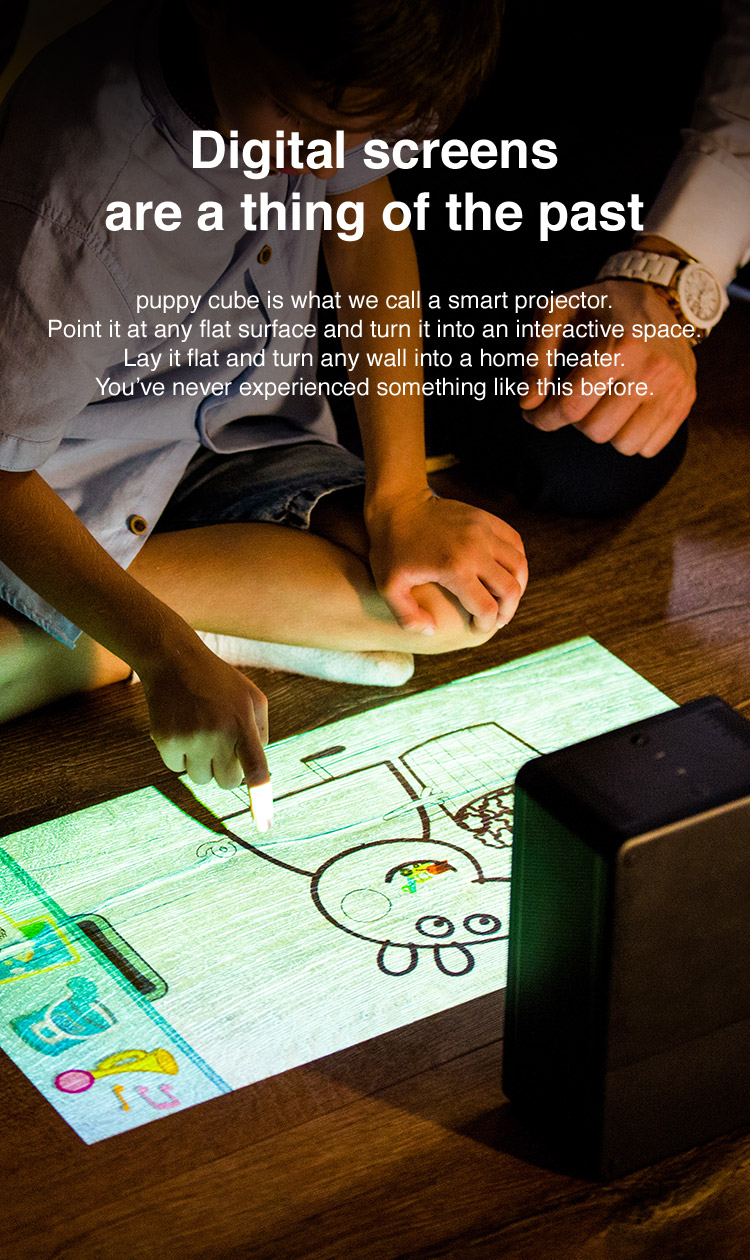 Digital screens
are a thing of the past
puppy cube is what we call a smart projector.
Point it at any flat surface and turn it into an interactive space.
Lay it flat and turn any wall into a home theater.
You’ve never experienced something like this before.